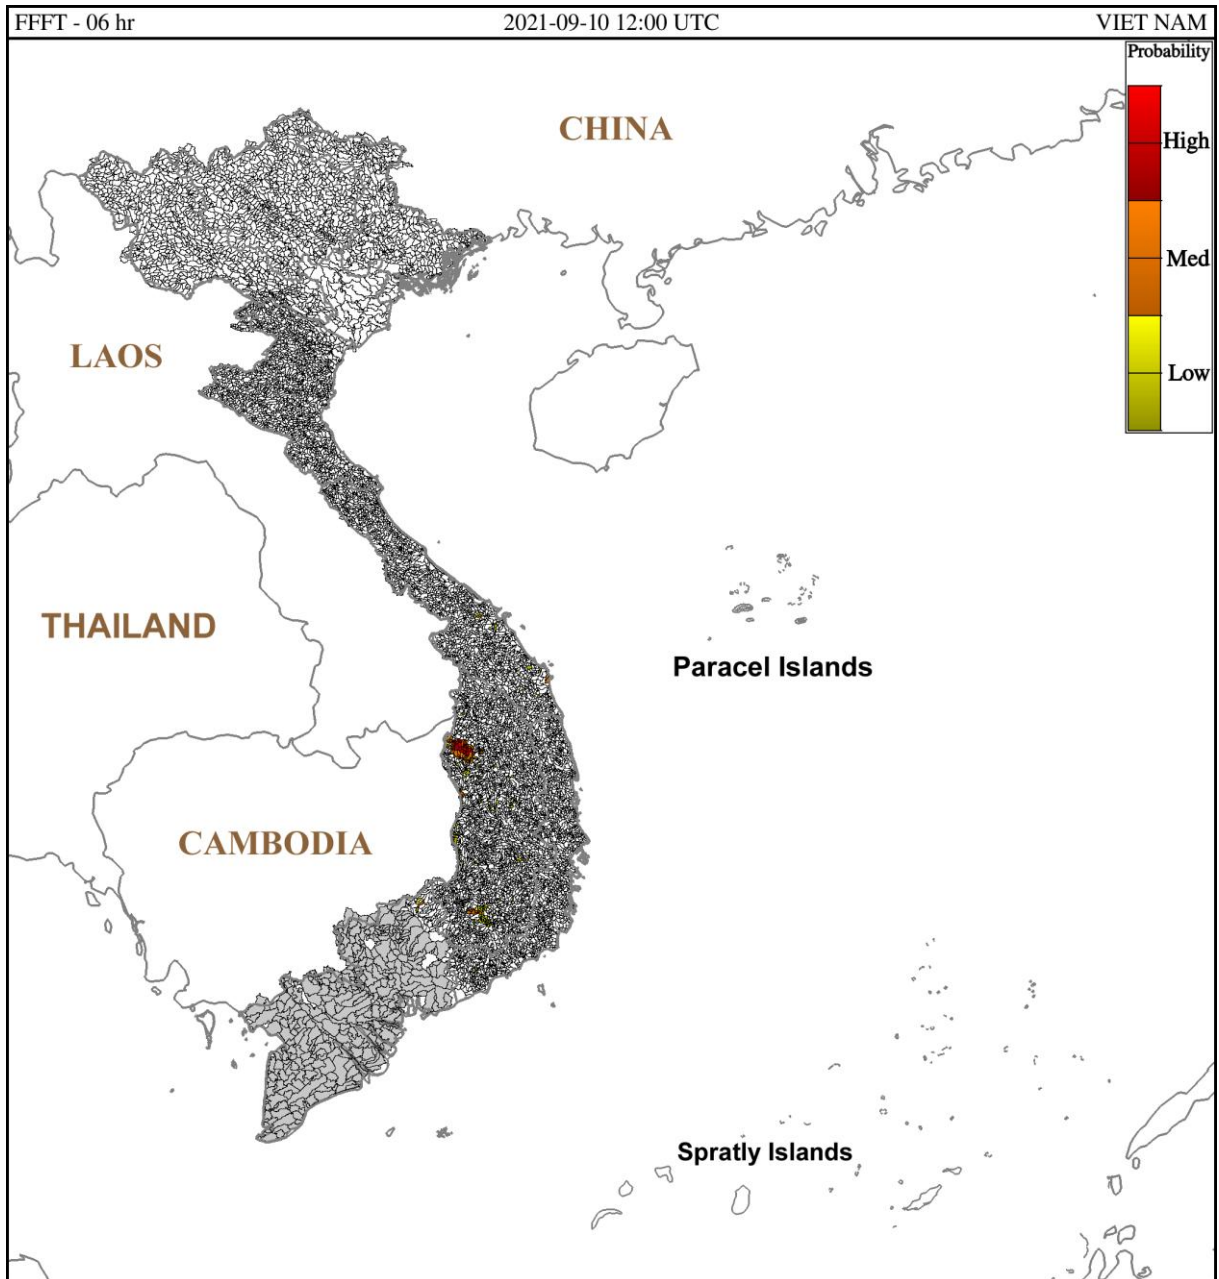 FFFT - 06 hr 2021-09-10 12:00 UTC VIET NAM
Probability
CHINA
High
Med
LAOS
Low
THAILAND
Paracel Islands
CAMBODIA
Spratly Islands